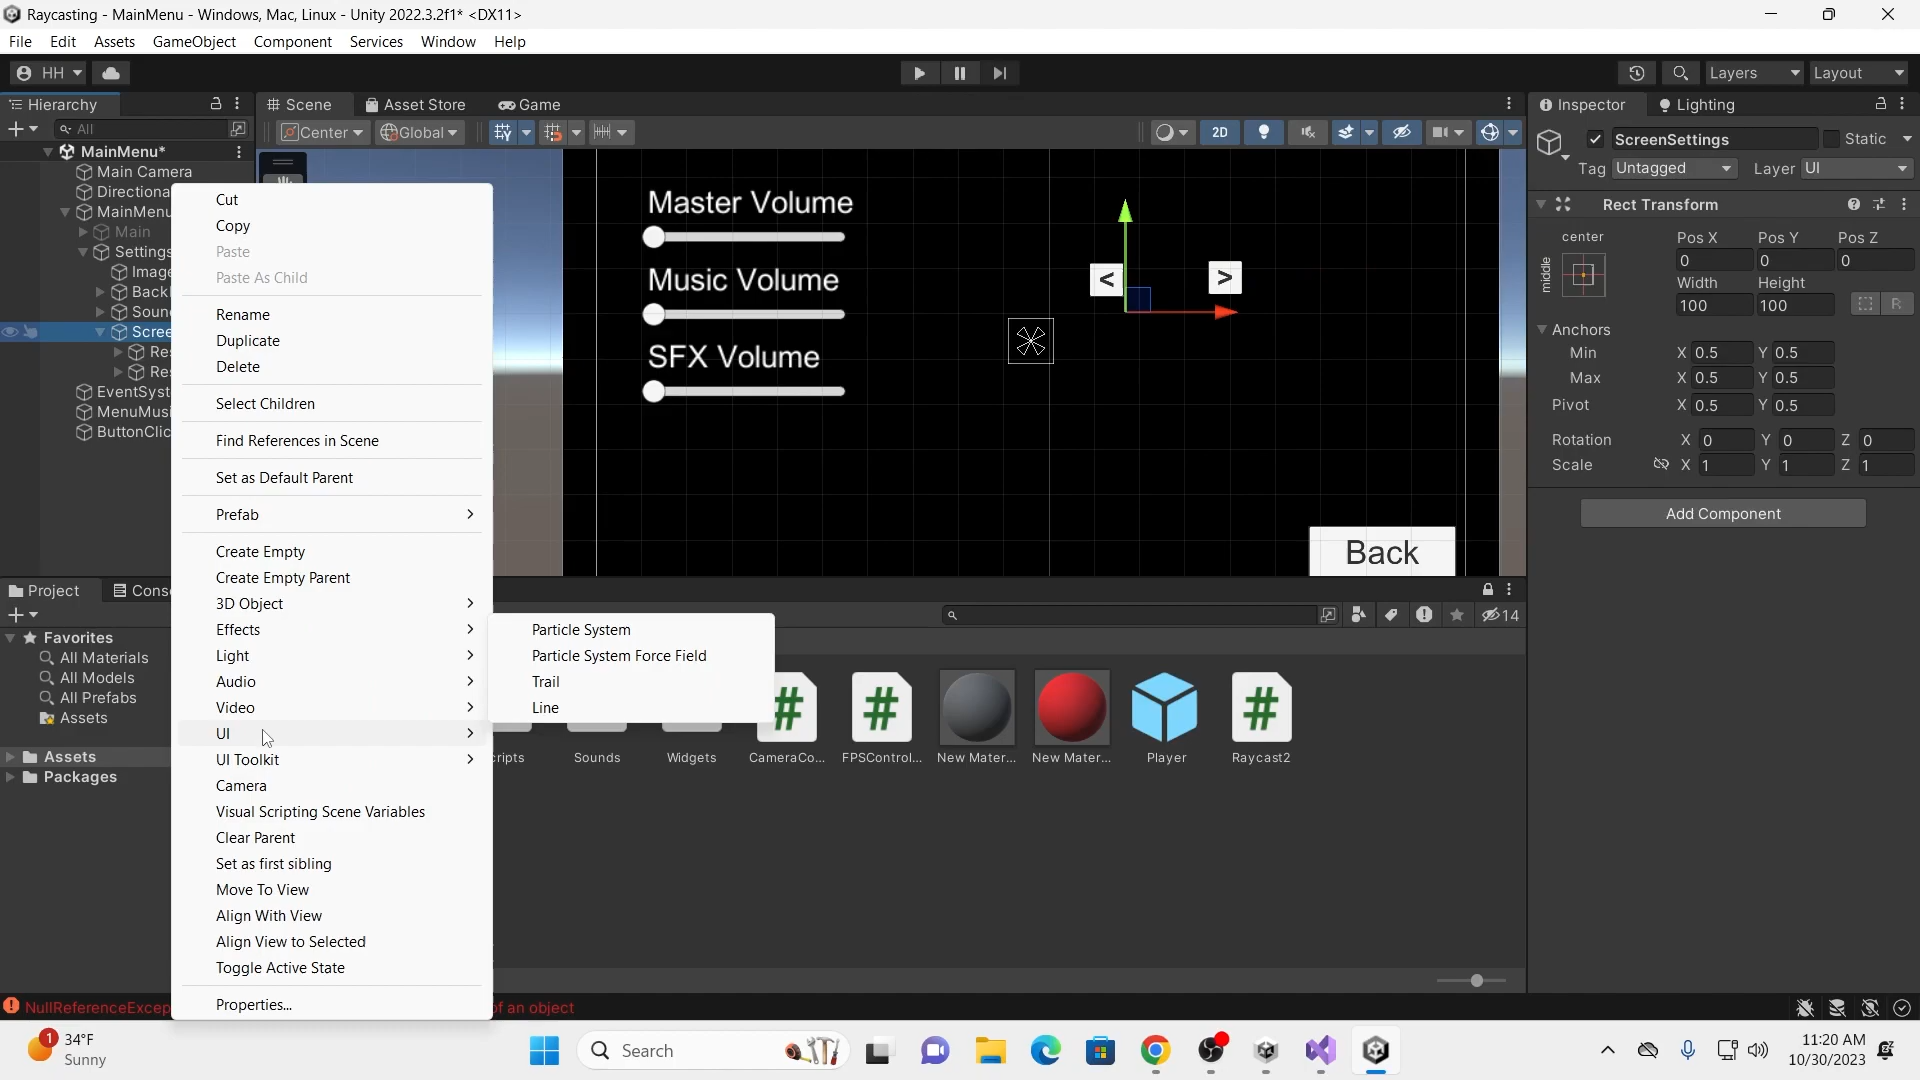 Raycasting - MainMenu - Windows, Mac, Linux - Unity 2022.3.2f1* <DX11>
File Edit Assets GameObject Component Services Window Help
HH Layers Layout
Hierarchy Scene Asset Store Game Inspector Lighting
All Center Global 2D ScreenSettings Static
Tag Untagged Layer UI
MainMenu*
Main Camera
Directiona
MainMenu
Main
Settings
Image
Back
Soun
Scree
Res
Res
EventSyst
MenuMusi
ButtonClic
Cut
Copy
Paste
Paste As Child
Rename
Duplicate
Delete
Select Children
Find References in Scene
Set as Default Parent
Prefab
Create Empty
Create Empty Parent
3D Object
Effects
Light
Audio
Video
UI
UI Toolkit
Camera
Visual Scripting Scene Variables
Clear Parent
Set as first sibling
Move To View
Align With View
Align View to Selected
Toggle Active State
Properties...
Particle System
Particle System Force Field
Trail
Line
Master Volume
Music Volume
SFX Volume
< >
Back
Rect Transform
center
middle
Pos X Pos Y Pos Z
0 0 0
Width Height
100 100 R
Anchors
Min X 0.5 Y 0.5
Max X 0.5 Y 0.5
Pivot X 0.5 Y 0.5
Rotation X 0 Y 0 Z 0
Scale X 1 Y 1 Z 1
Add Component
Project Cons
14
Favorites
All Materials
All Models
All Prefabs
Assets
Assets
Packages
cripts Sounds Widgets CameraCo... FPSControl... New Mater... New Mater... Player Raycast2
NullReferenceExcep of an object
1 34°F
Sunny
Search
11:20 AM
10/30/2023